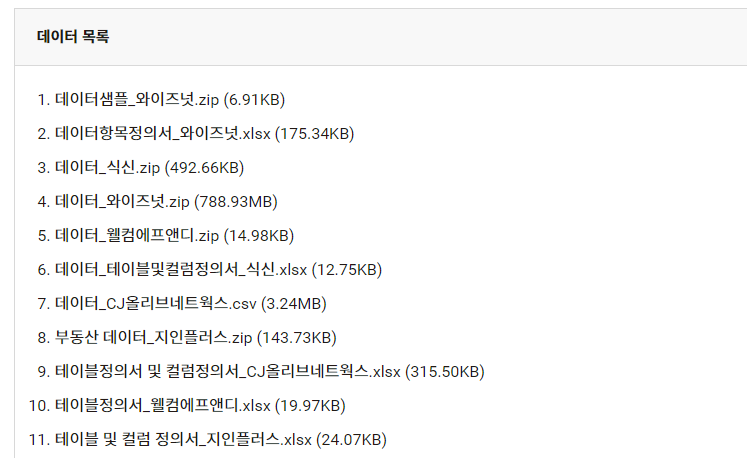 데이터 목록
1. 데이터샘플_와이즈넛.zip (6.91KB)
2. 데이터항목정의서_와이즈넛.xlsx (175.34KB)
3. 데이터_식신.zip (492.66KB)
4. 데이터_와이즈넛.zip (788.93MB)
5. 데이터_웰컴에프앤디.zip (14.98KB)
6. 데이터_테이블및컬럼정의서_식신.xlsx (12.75KB)
7. 데이터_CJ올리브네트웍스.csv (3.24MB)
8. 부동산 데이터_지인플러스.zip (143.73KB)
9. 테이블정의서 및 컬럼정의서_CJ올리브네트웍스.xlsx (315.50KB)
10. 테이블정의서_웰컴에프앤디.xlsx (19.97KB)
11. 테이블 및 컬럼 정의서_지인플러스.xlsx (24.07KB)